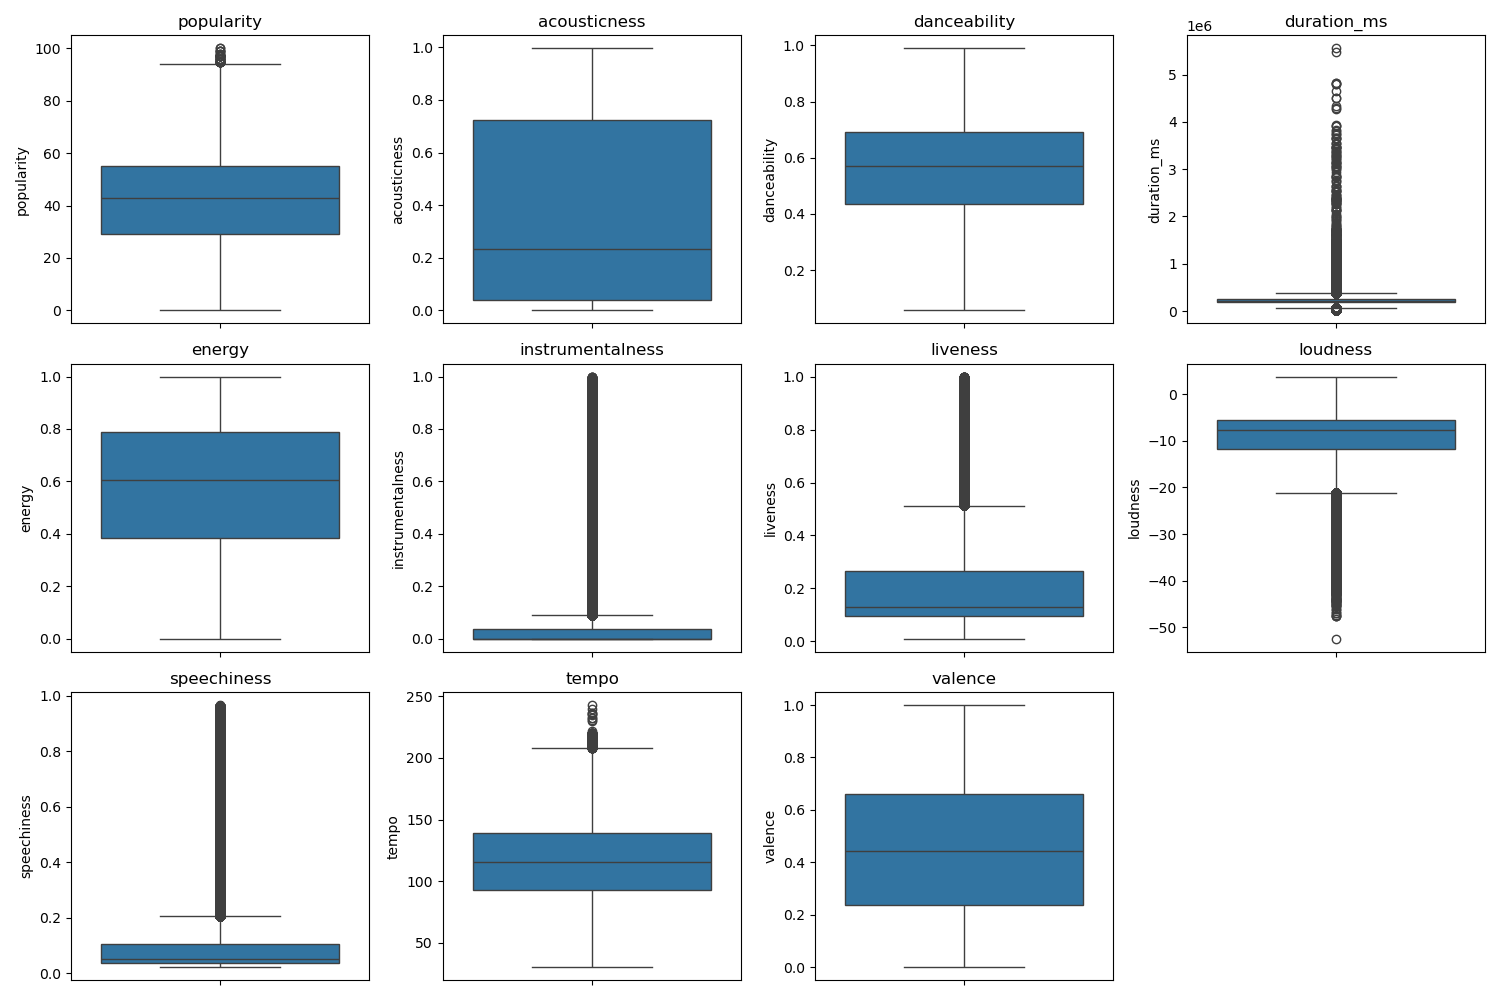 popularity
acousticness
danceability
duration_ms
1e6
100
80
60
40
20
0
popularity
1.0
0.8
0.6
0.4
0.2
0.0
acousticness
1.0
0.8
0.6
0.4
0.2
danceability
5
4
3
2
1
0
duration_ms
energy
instrumentalness
liveness
loudness
1.0
0.8
0.6
0.4
0.2
0.0
energy
1.0
0.8
0.6
0.4
0.2
0.0
instrumentalness
1.0
0.8
0.6
0.4
0.2
0.0
liveness
0
−10
−20
−30
−40
−50
loudness
speechiness
tempo
valence
1.0
0.8
0.6
0.4
0.2
0.0
speechiness
250
200
150
100
50
tempo
1.0
0.8
0.6
0.4
0.2
0.0
valence